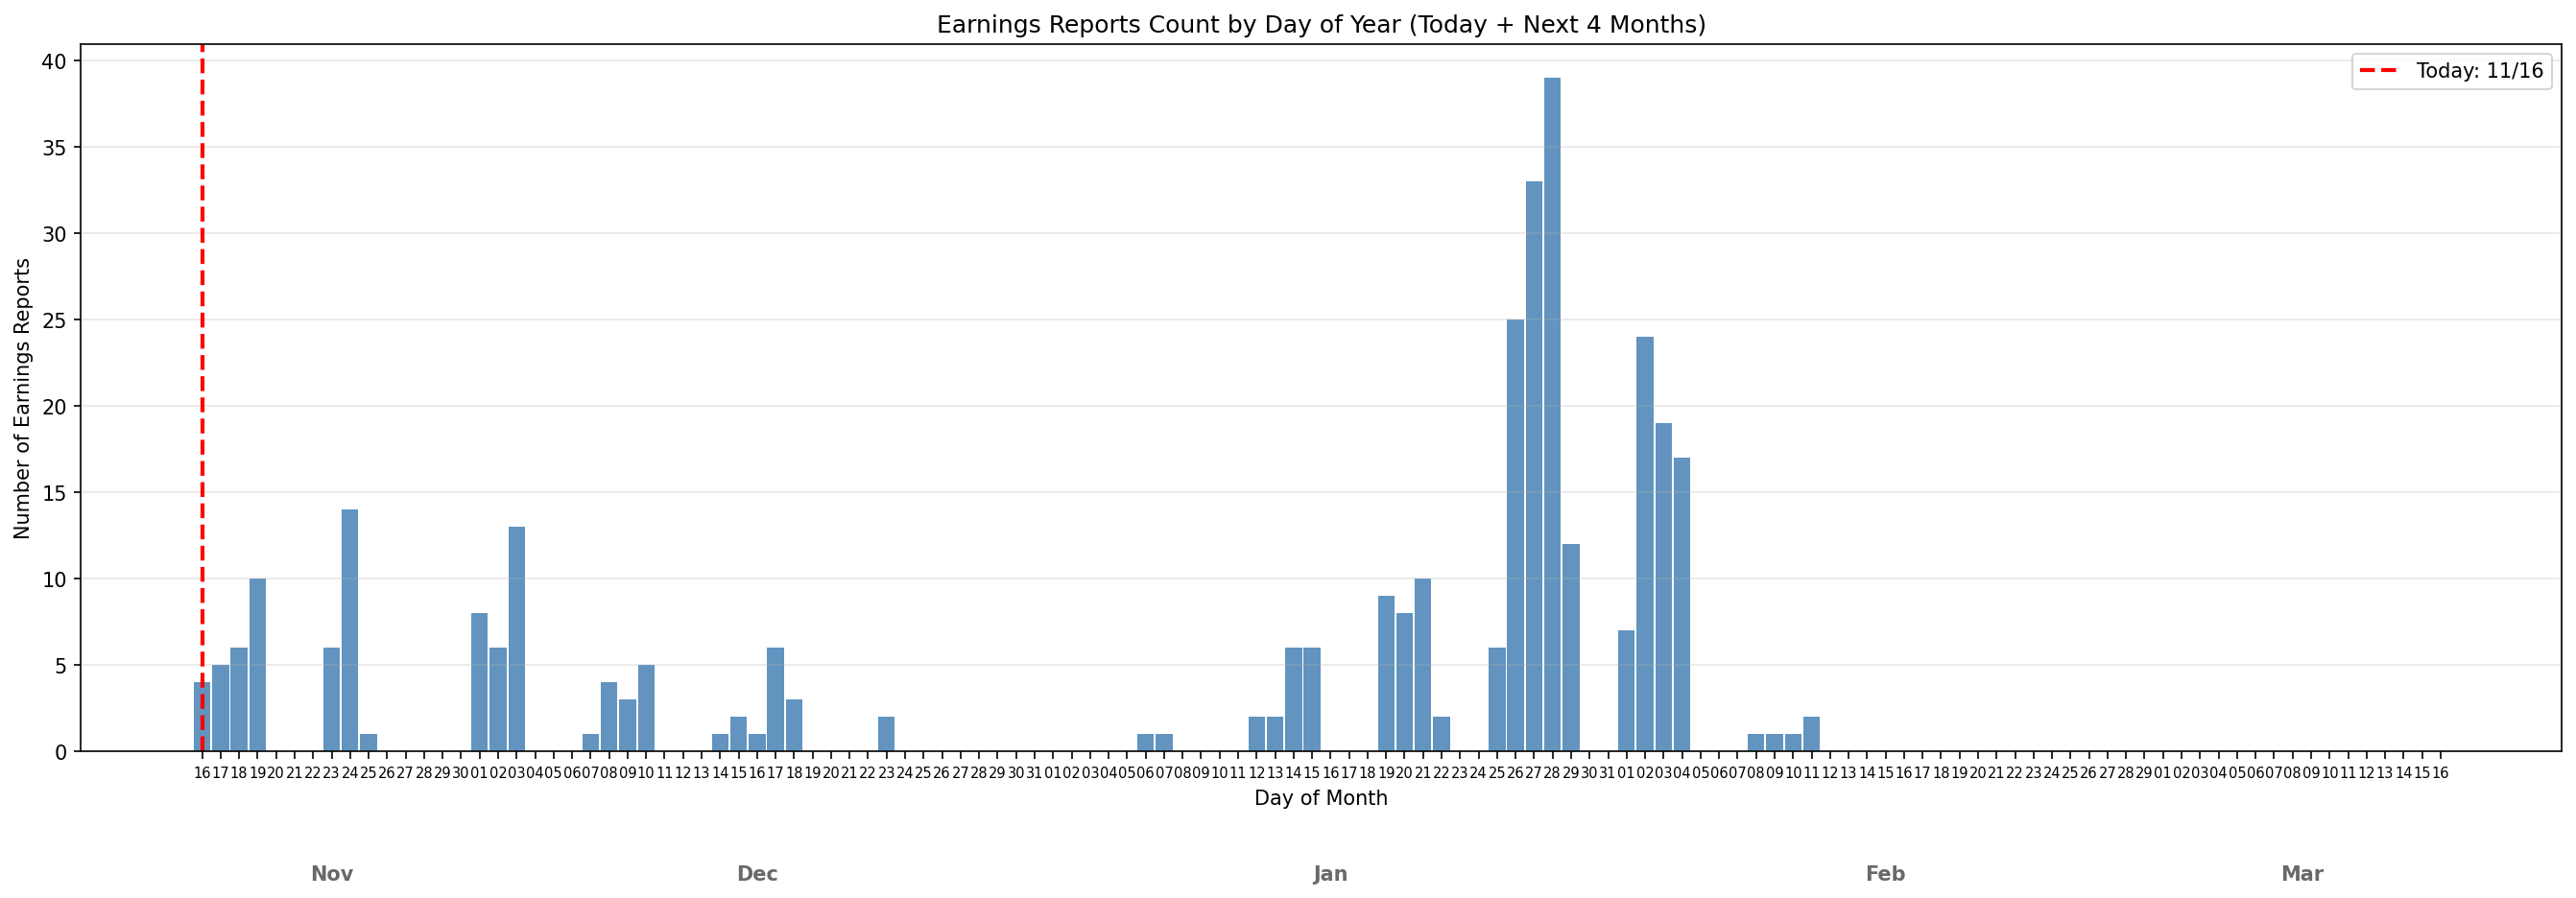 Earnings Reports Count by Day of Year (Today + Next 4 Months)
Today: 11/16
Number of Earnings Reports
40
35
30
25
20
15
10
5
0
16 17 18 19 20 21 22 23 24 25 26 27 28 29 30 01 02 03 04 05 06 07 08 09 10 11 12 13 14 15 16 17 18 19 20 21 22 23 24 25 26 27 28 29 30 31 01 02 03 04 05 06 07 08 09 10 11 12 13 14 15 16 17 18 19 20 21 22 23 24 25 26 27 28 29 30 31 01 02 03 04 05 06 07 08 09 10 11 12 13 14 15 16 17 18 19 20 21 22 23 24 25 26 27 28 29 01 02 03 04 05 06 07 08 09 10 11 12 13 14 15 16
Day of Month
Nov Dec Jan Feb Mar